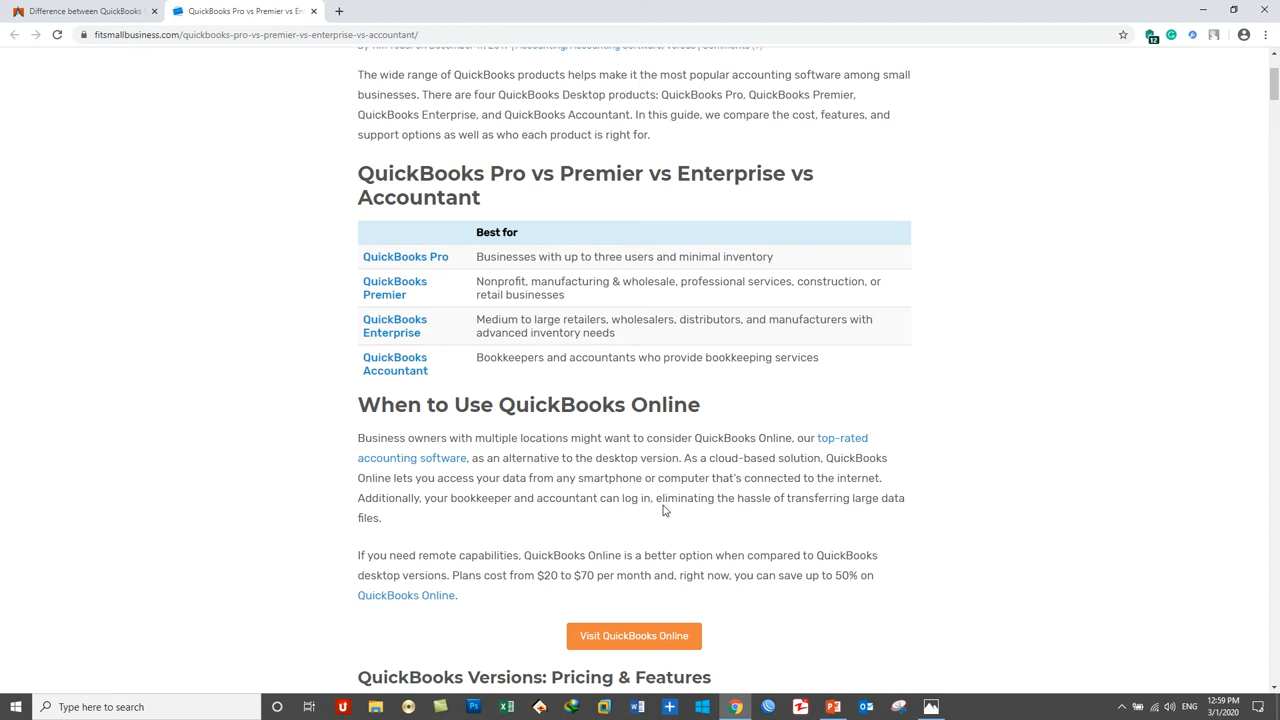 Difference between QuickBooks
QuickBooks Pro vs Premier vs Ent
fitsmallbusiness.com/quickbooks-pro-vs-premier-vs-enterprise-vs-accountant/
12
The wide range of QuickBooks products helps make it the most popular accounting software among small
businesses. There are four QuickBooks Desktop products: QuickBooks Pro, QuickBooks Premier,
QuickBooks Enterprise, and QuickBooks Accountant. In this guide, we compare the cost, features, and
support options as well as who each product is right for.
QuickBooks Pro vs Premier vs Enterprise vs
Accountant
Best for
QuickBooks Pro Businesses with up to three users and minimal inventory
QuickBooks Nonprofit, manufacturing & wholesale, professional services, construction, or
Premier retail businesses
QuickBooks Medium to large retailers, wholesalers, distributors, and manufacturers with
Enterprise advanced inventory needs
QuickBooks Bookkeepers and accountants who provide bookkeeping services
Accountant
When to Use QuickBooks Online
Business owners with multiple locations might want to consider QuickBooks Online, our top-rated
accounting software, as an alternative to the desktop version. As a cloud-based solution, QuickBooks
Online lets you access your data from any smartphone or computer that's connected to the internet.
Additionally, your bookkeeper and accountant can log in, eliminating the hassle of transferring large data
files.
If you need remote capabilities, QuickBooks Online is a better option when compared to QuickBooks
desktop versions. Plans cost from $20 to $70 per month and, right now, you can save up to 50% on
QuickBooks Online.
Visit QuickBooks Online
QuickBooks Versions: Pricing & Features
Type here to search
12:59 PM
3/1/2020